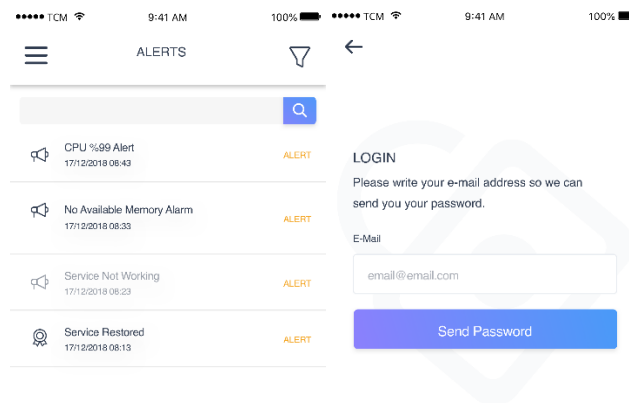 TCM 9:41 AM 100%
ALERTS
CPU %99 Alert
17/12/2018 08:43
ALERT
No Available Memory Alarm
17/12/2018 08:33
ALERT
Service Not Working
17/12/2018 08:23
ALERT
Service Restored
17/12/2018 08:13
ALERT
TCM 9:41 AM 100%
LOGIN
Please write your e-mail address so we can
send you your password.
E-Mail
email@email.com
Send Password